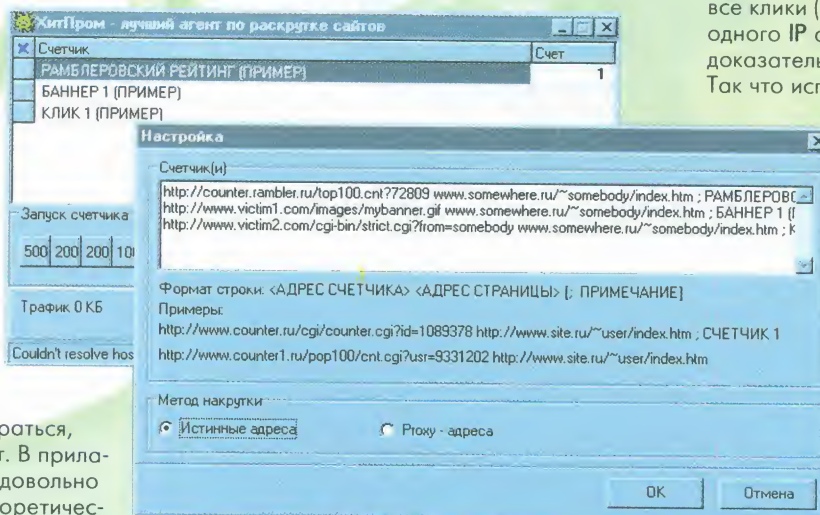 ХитПром - лучший агент по раскрутке сайтов
Счетчик
Счет
РАМБЛЕРОВСКИЙ РЕЙТИНГ (ПРИМЕР)
1
БАННЕР 1 (ПРИМЕР)
КЛИК 1 (ПРИМЕР)
Запуск счетчика
500 200 200 10
Трафик 0 КБ
Couldn't resolve hos
Настройка
Счетчик(и)
http://counter.rambler.ru/top100.cnt?72809 www.somewhere.ru/~somebody/index.htm ; РАМБЛЕРОВС
http://www.victim1.com/images/mybanner.gif www.somewhere.ru/~somebody/index.htm ; БАННЕР 1 (
http://www.victim2.com/cgi-bin/strict.cgi?from=somebody www.somewhere.ru/~somebody/index.htm ; К
Формат строки: <АДРЕС СЧЕТЧИКА> <АДРЕС СТРАНИЦЫ> [; ПРИМЕЧАНИЕ]
Примеры:
http://www.counter.ru/cgi/counter.cgi?id=1089378 http://www.site.ru/~user/index.htm ; СЧЕТЧИК 1
http://www.counter1.ru/pop100/cnt.cgi?usr=9331202 http://www.site.ru/~user/index.htm
Метод накрутки
Истинные адреса
Proxy - адреса
OK
Отмена
все клики (
одного IP
доказатель
Так что исп
раться,
т. В прила-
довольно
оретичес-